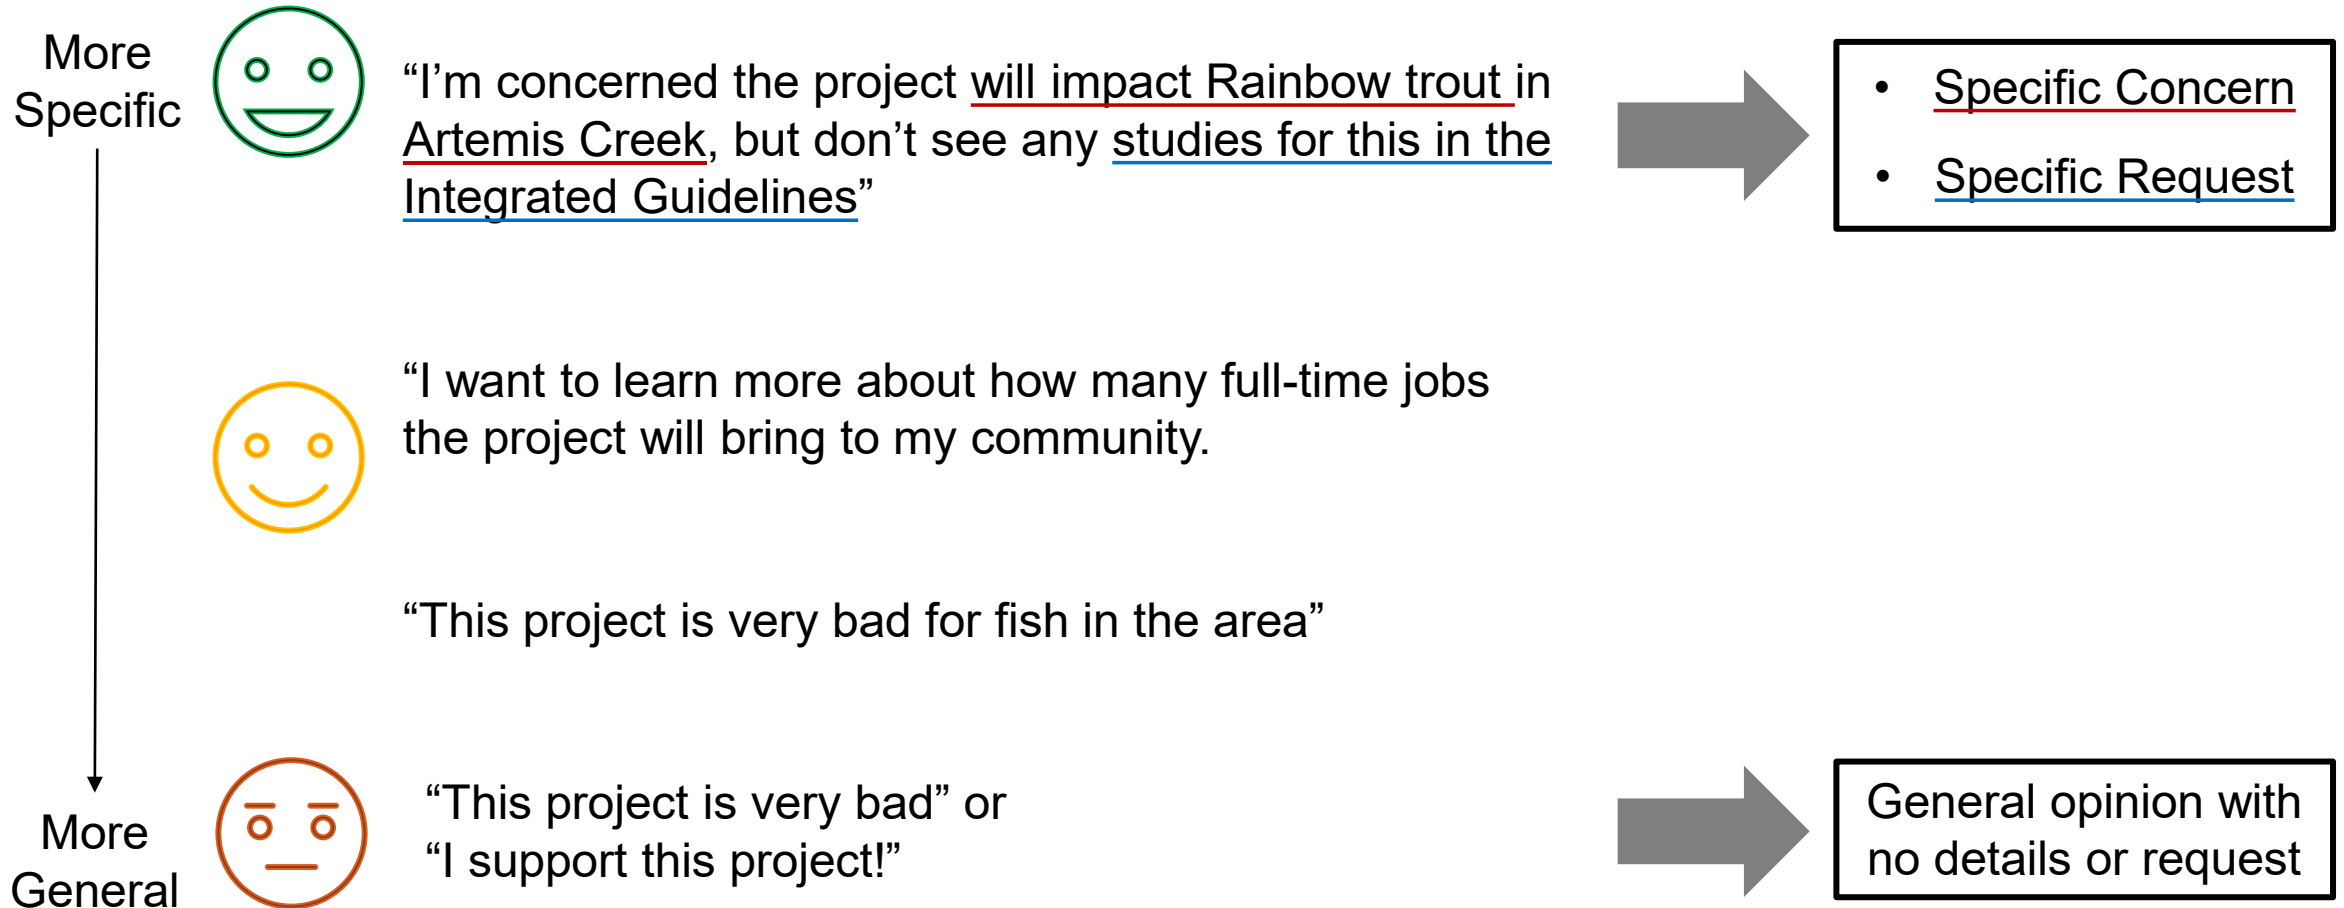 More
Specific
“I’m concerned the project will impact Rainbow trout in
Artemis Creek, but don’t see any studies for this in the
Integrated Guidelines”
• Specific Concern
• Specific Request
“I want to learn more about how many full-time jobs
the project will bring to my community.
“This project is very bad for fish in the area”
More
General
“This project is very bad” or
“I support this project!”
General opinion with
no details or request